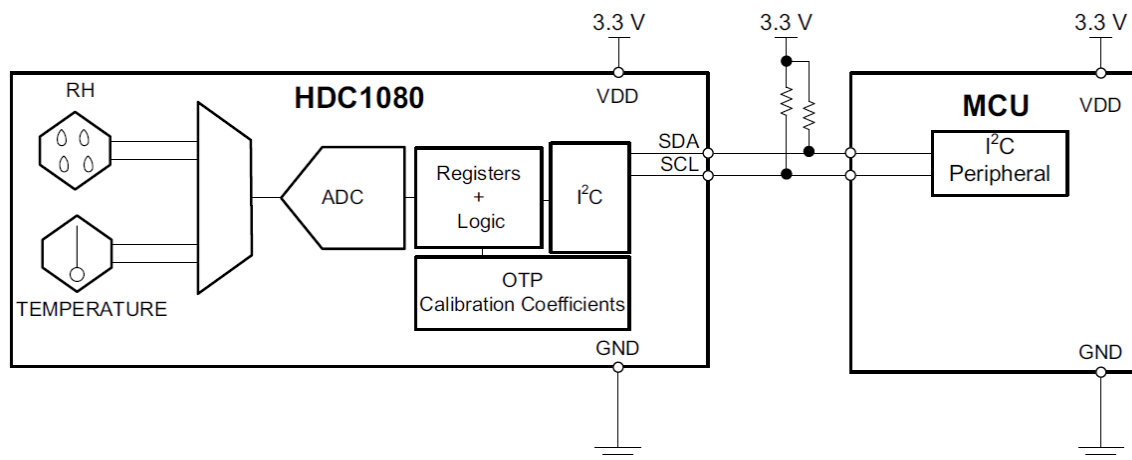 3.3 V
3.3 V
3.3 V
RH
HDC1080
VDD
MCU
VDD
SDA
SCL
I²C
Peripheral
ADC
Registers
+
Logic
I²C
TEMPERATURE
OTP
Calibration Coefficients
GND
GND